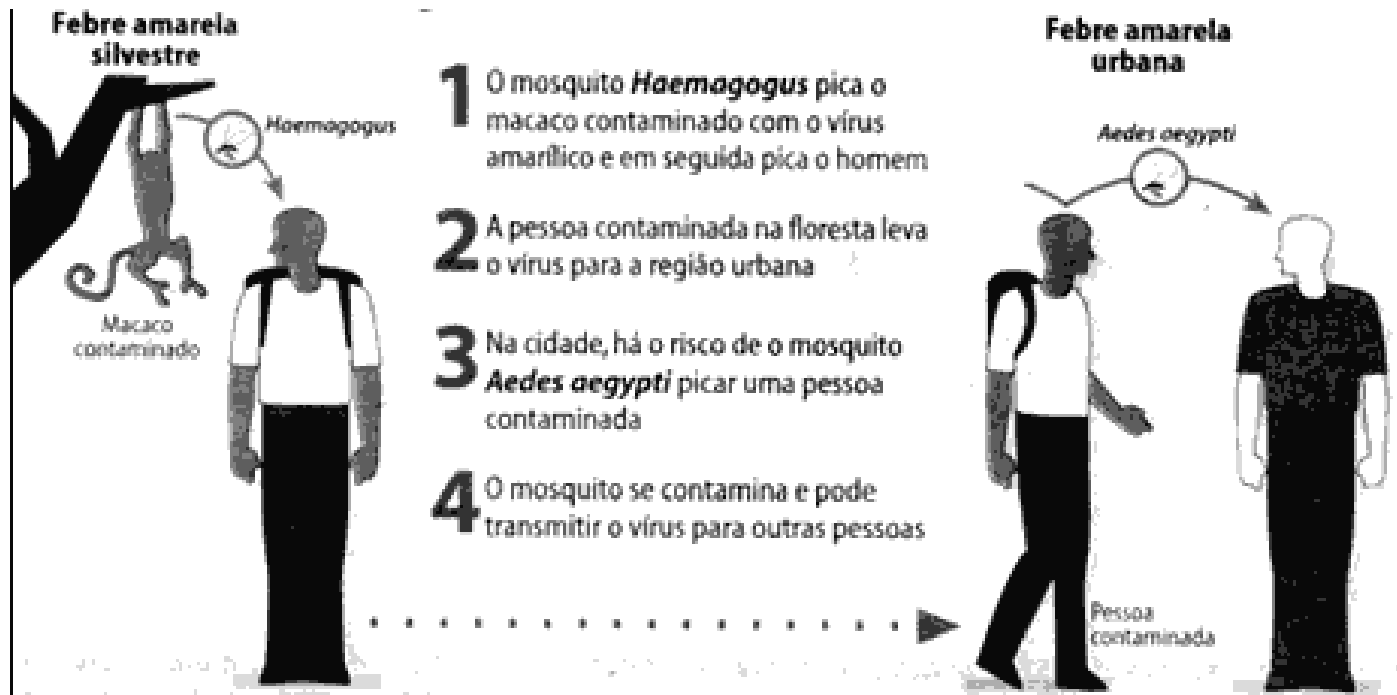 Febre amarela
silvestre
Haemagogus
Macaco
contaminado
1 O mosquito Haemagogus pica o
macaco contaminado com o vírus
amarílico e em seguida pica o homem
2 A pessoa contaminada na floresta leva
o vírus para a região urbana
3 Na cidade, há o risco de o mosquito
Aedes aegypti picar uma pessoa
contaminada
4 O mosquito se contamina e pode
transmitir o vírus para outras pessoas
Febre amarela
urbana
Aedes aegypti
Pessoa
contaminada